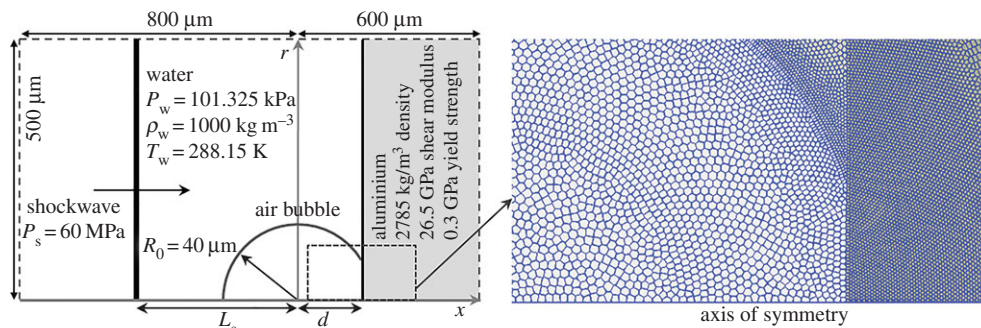 800 μm
600 μm
r
500 μm
water
P_w = 101.325 kPa
ρ_w = 1000 kg m⁻³
T_w = 288.15 K
shockwave
P_s = 60 MPa
air bubble
R_0 = 40 μm
aluminium
2785 kg/m³ density
26.5 GPa shear modulus
0.3 GPa yield strength
L_s
d
x
axis of symmetry